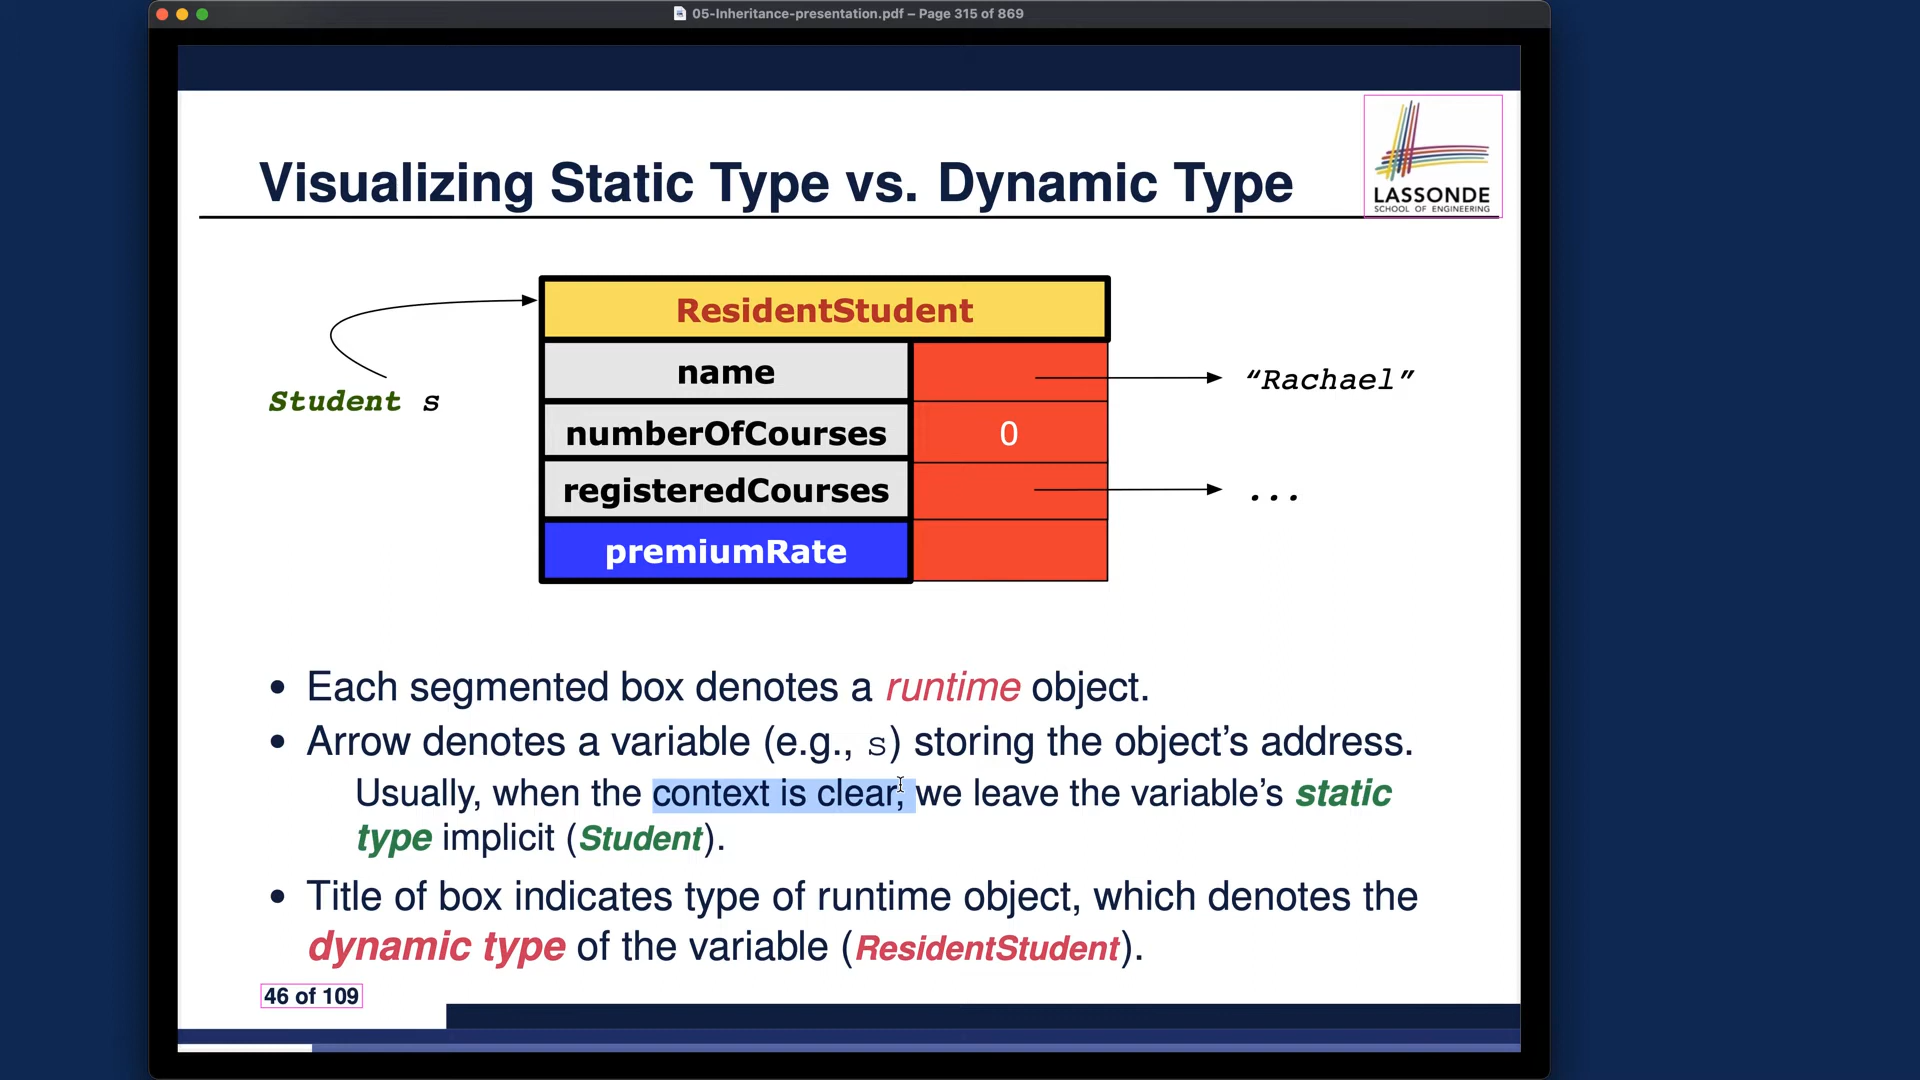 05-Inheritance-presentation.pdf – Page 315 of 869
Visualizing Static Type vs. Dynamic Type
LASSONDE
SCHOOL OF ENGINEERING
ResidentStudent
name
“Rachael”
Student s
numberOfCourses 0
registeredCourses ...
premiumRate
• Each segmented box denotes a runtime object.
• Arrow denotes a variable (e.g., s) storing the object’s address.
Usually, when the context is clear, we leave the variable’s static
type implicit (Student).
• Title of box indicates type of runtime object, which denotes the
dynamic type of the variable (ResidentStudent).
46 of 109